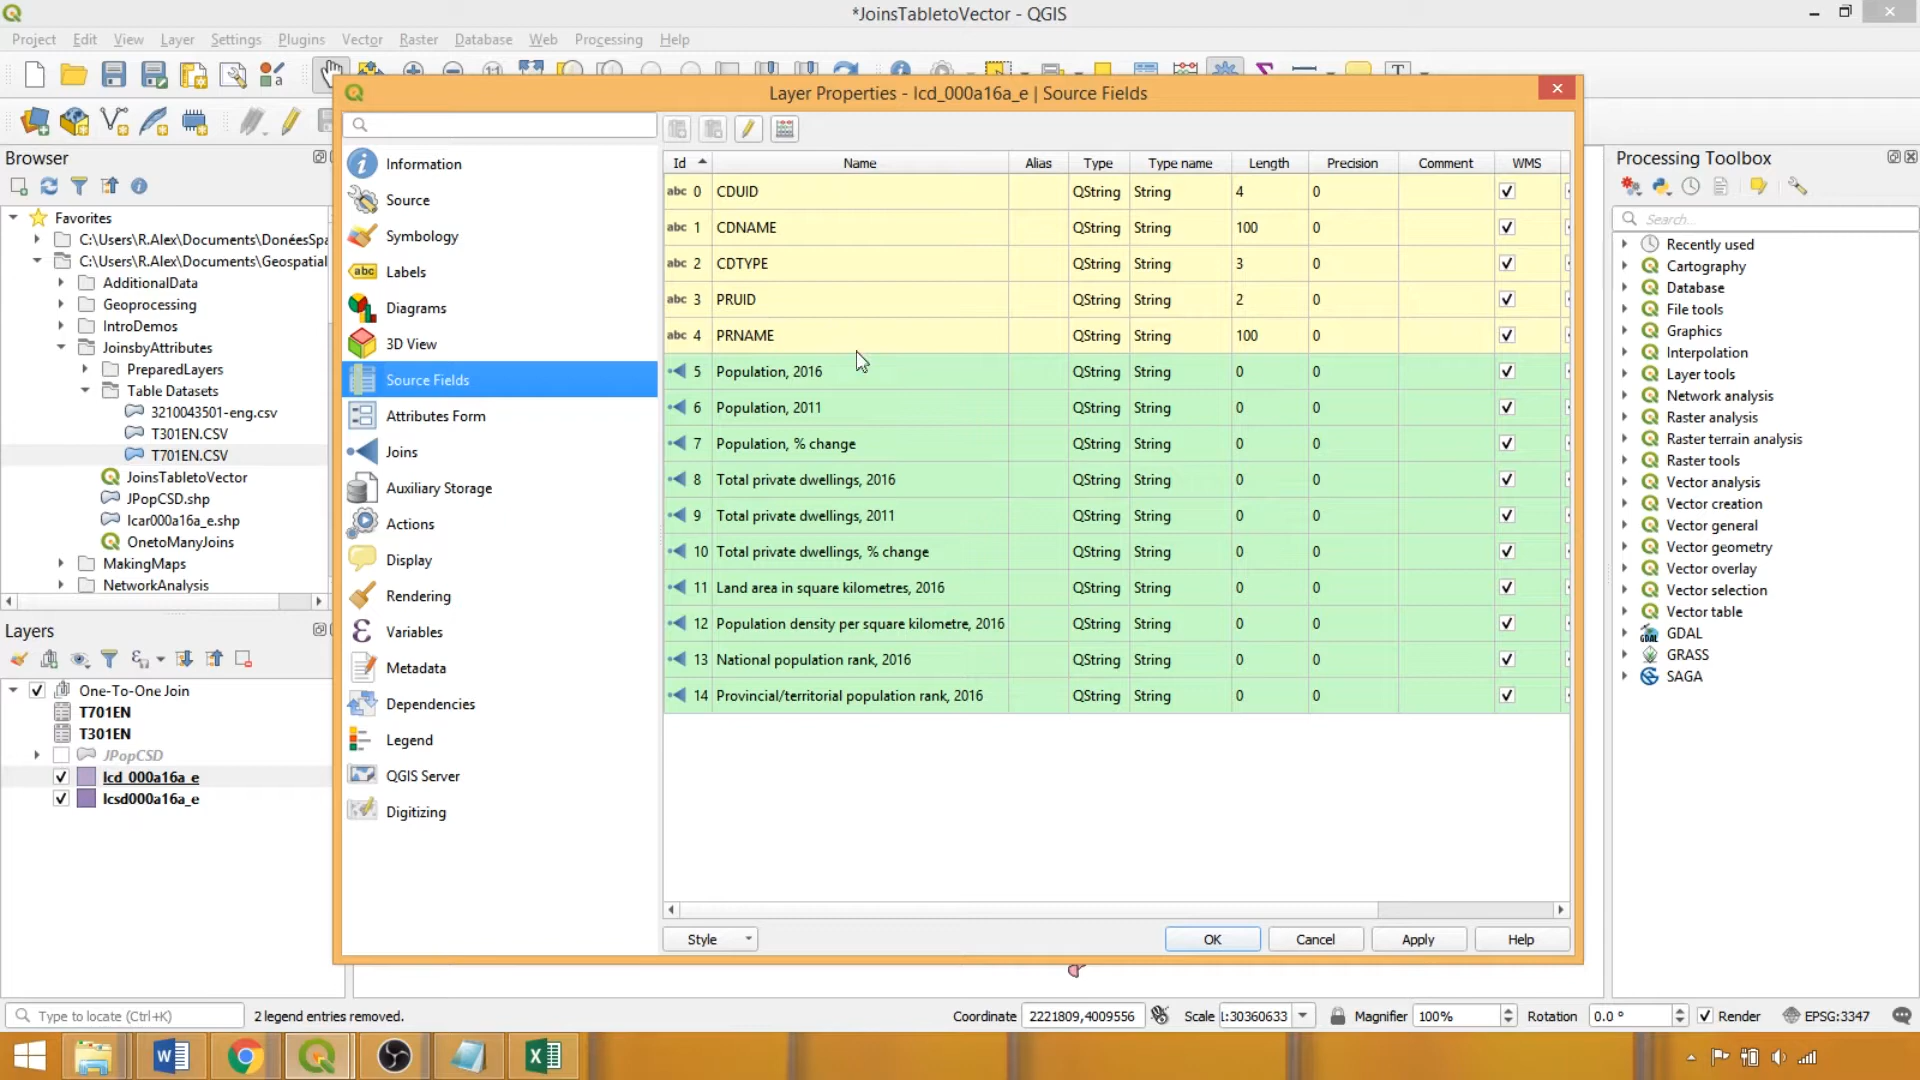 *JoinsTabletoVector - QGIS
Project Edit View Layer Settings Plugins Vector Raster Database Web Processing Help
Layer Properties - lcd_000a16a_e | Source Fields
Browser
Favorites
C:\Users\R.Alex\Documents\DonéesSpa
C:\Users\R.Alex\Documents\Geospatial
AdditionalData
Geoprocessing
IntroDemos
JoinsbyAttributes
PreparedLayers
Table Datasets
3210043501-eng.csv
T301EN.CSV
T701EN.CSV
JoinsTabletoVector
JPopCSD.shp
lcar000a16a_e.shp
OnetoManyJoins
MakingMaps
NetworkAnalysis
Layers
One-To-One Join
T701EN
T301EN
JPopCSD
lcd_000a16a_e
lcsd000a16a_e
Information
Source
Symbology
abc Labels
Diagrams
3D View
Source Fields
Attributes Form
Joins
Auxiliary Storage
Actions
Display
Rendering
Variables
Metadata
Dependencies
Legend
QGIS Server
Digitizing
Id Name Alias Type Type name Length Precision Comment WMS
abc 0 CDUID QString String 4 0
abc 1 CDNAME QString String 100 0
abc 2 CDTYPE QString String 3 0
abc 3 PRUID QString String 2 0
abc 4 PRNAME QString String 100 0
5 Population, 2016 QString String 0 0
6 Population, 2011 QString String 0 0
7 Population, % change QString String 0 0
8 Total private dwellings, 2016 QString String 0 0
9 Total private dwellings, 2011 QString String 0 0
10 Total private dwellings, % change QString String 0 0
11 Land area in square kilometres, 2016 QString String 0 0
12 Population density per square kilometre, 2016 QString String 0 0
13 National population rank, 2016 QString String 0 0
14 Provincial/territorial population rank, 2016 QString String 0 0
Style OK Cancel Apply Help
Processing Toolbox
Search...
Recently used
Cartography
Database
File tools
Graphics
Interpolation
Layer tools
Network analysis
Raster analysis
Raster terrain analysis
Raster tools
Vector analysis
Vector creation
Vector general
Vector geometry
Vector overlay
Vector selection
Vector table
GDAL
GRASS
SAGA
Type to locate (Ctrl+K) 2 legend entries removed. Coordinate 2221809,4009556 Scale 1:30360633 Magnifier 100% Rotation 0.0 ° Render EPSG:3347